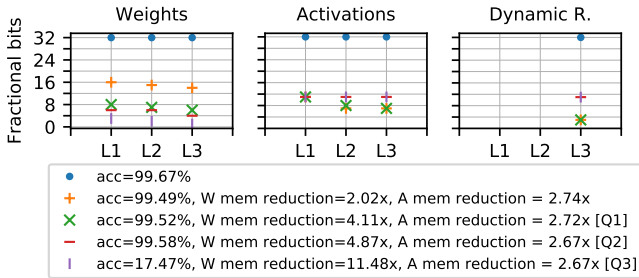 Weights Activations Dynamic R.
Fractional bits
32
24
16
8
0
L1 L2 L3 L1 L2 L3 L1 L2 L3
acc=99.67%
acc=99.49%, W mem reduction=2.02x, A mem reduction = 2.74x
acc=99.52%, W mem reduction=4.11x, A mem reduction = 2.72x [Q1]
acc=99.58%, W mem reduction=4.87x, A mem reduction = 2.67x [Q2]
acc=17.47%, W mem reduction=11.48x, A mem reduction = 2.67x [Q3]